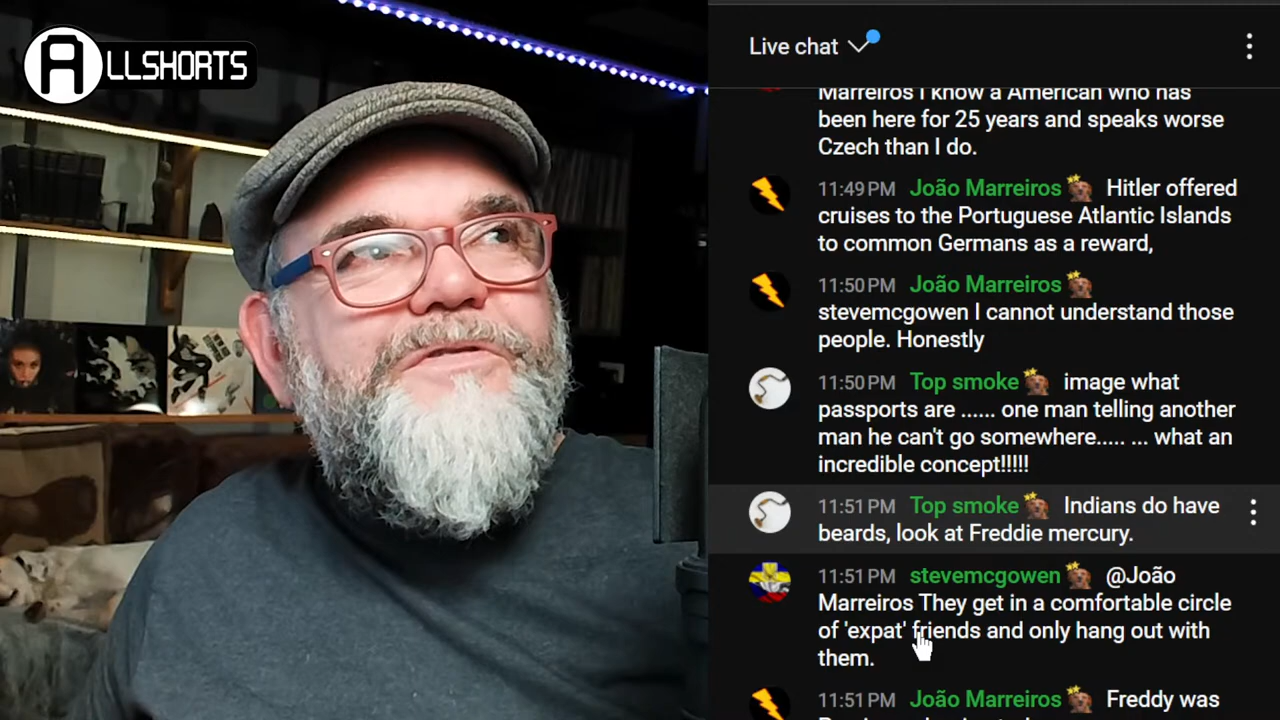 ALLSHORTS
Live chat
Marreiros I know a American who has
been here for 25 years and speaks worse
Czech than I do.
11:49 PM João Marreiros Hitler offered
cruises to the Portuguese Atlantic Islands
to common Germans as a reward,
11:50 PM João Marreiros
stevemcgowen I cannot understand those
people. Honestly
11:50 PM Top smoke image what
passports are ...... one man telling another
man he can't go somewhere..... ... what an
incredible concept!!!!!
11:51 PM Top smoke Indians do have
beards, look at Freddie mercury.
11:51 PM stevemcgowen @João
Marreiros They get in a comfortable circle
of 'expat' friends and only hang out with
them.
11:51 PM João Marreiros Freddy was